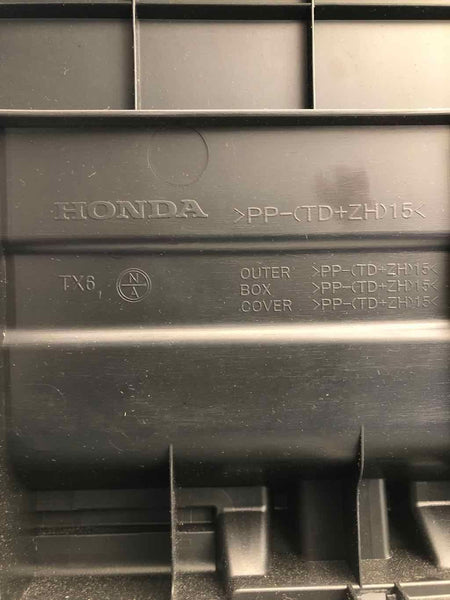 HONDA >PP-(TD+ZH)15<
TX6 N A OUTER >PP-(TD+ZH)15<
BOX >PP-(TD+ZH)15<
COVER >PP-(TD+ZH)15<